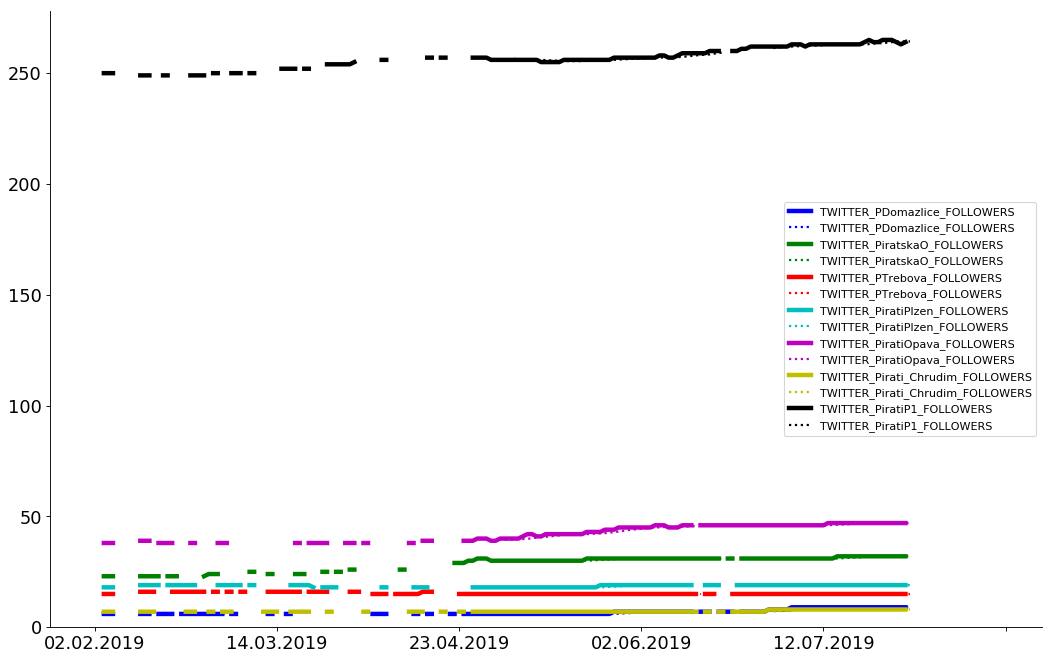 250
200
150
100
50
0
02.02.2019 14.03.2019 23.04.2019 02.06.2019 12.07.2019
TWITTER_PDomazlice_FOLLOWERS
TWITTER_PDomazlice_FOLLOWERS
TWITTER_PiratskaO_FOLLOWERS
TWITTER_PiratskaO_FOLLOWERS
TWITTER_PTrebova_FOLLOWERS
TWITTER_PTrebova_FOLLOWERS
TWITTER_PiratiPlzen_FOLLOWERS
TWITTER_PiratiPlzen_FOLLOWERS
TWITTER_PiratiOpava_FOLLOWERS
TWITTER_PiratiOpava_FOLLOWERS
TWITTER_Pirati_Chrudim_FOLLOWERS
TWITTER_Pirati_Chrudim_FOLLOWERS
TWITTER_PiratiP1_FOLLOWERS
TWITTER_PiratiP1_FOLLOWERS